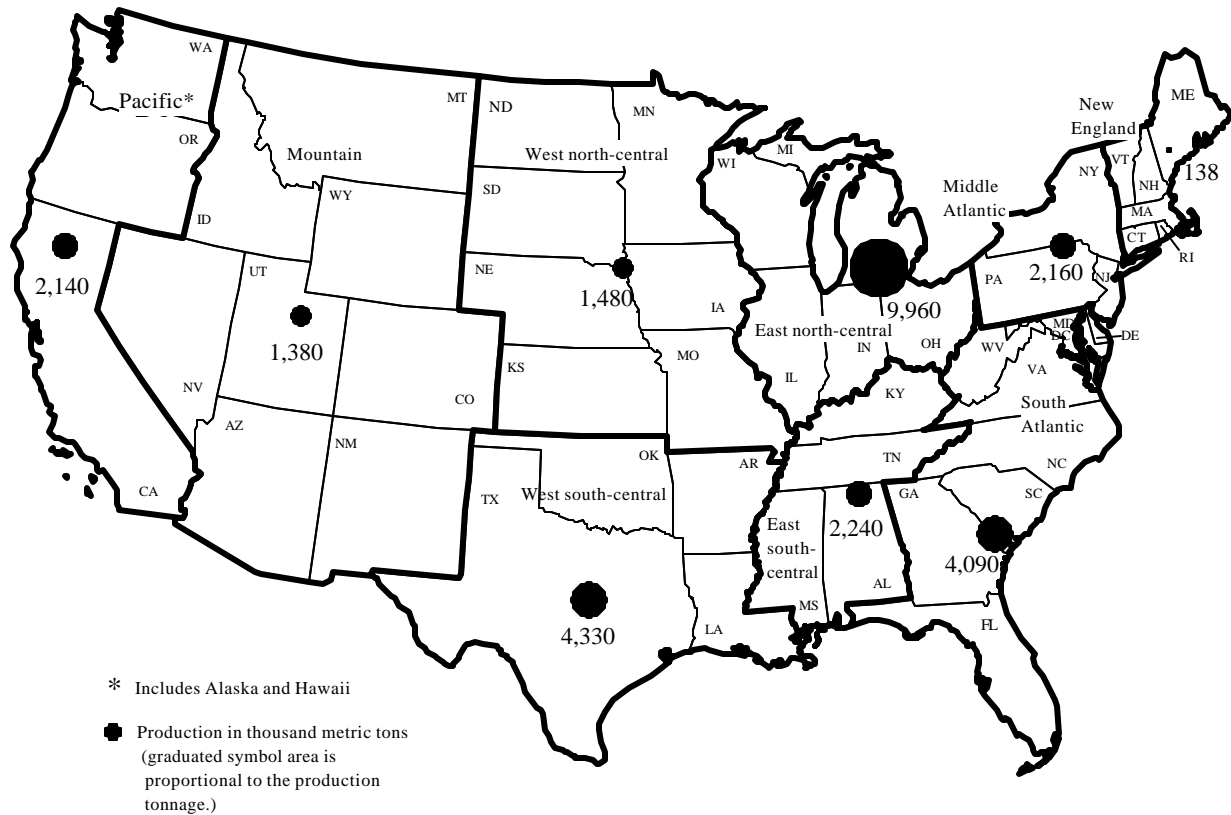 WA
Pacific*
OR
MT
Mountain
ID
WY
ND
MN
West north-central
SD
WI
MI
New
England
ME
VT
NH
138
NY
MA
CT
RI
Middle
Atlantic
2,140
UT
1,380
NE
1,480
IA
9,960
PA
2,160
NJ
East north-central
IN
OH
IL
MD
DC
DE
WV
VA
NV
CO
KS
MO
KY
South
Atlantic
AZ
NM
OK
AR
TN
NC
CA
TX
West south-central
GA
SC
East
south-
central
2,240
4,090
AL
MS
4,330
LA
FL
* Includes Alaska and Hawaii
Production in thousand metric tons
(graduated symbol area is
proportional to the production
tonnage.)